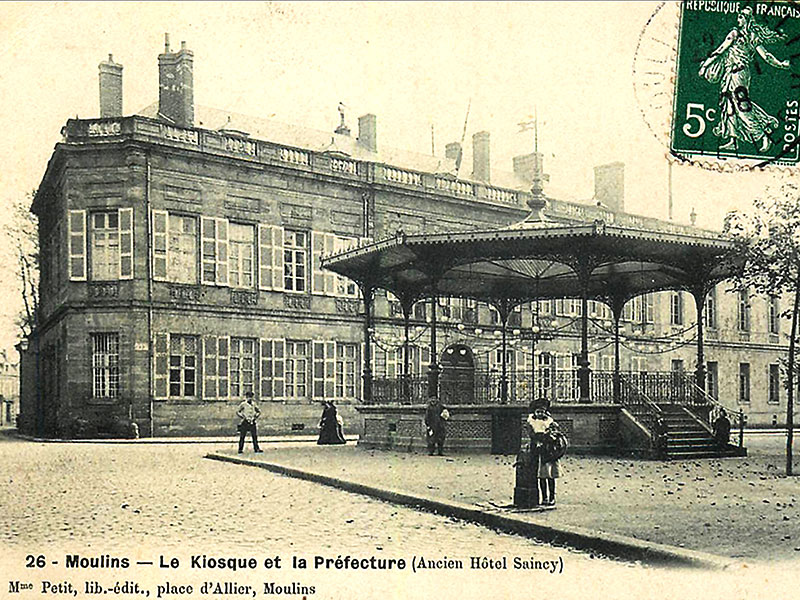 REPUBLIQUE FRANÇAISE
5c
POSTES
26 - Moulins — Le Kiosque et la Préfecture (Ancien Hôtel Saincy)
Mme Petit, lib.-édit., place d'Allier, Moulins